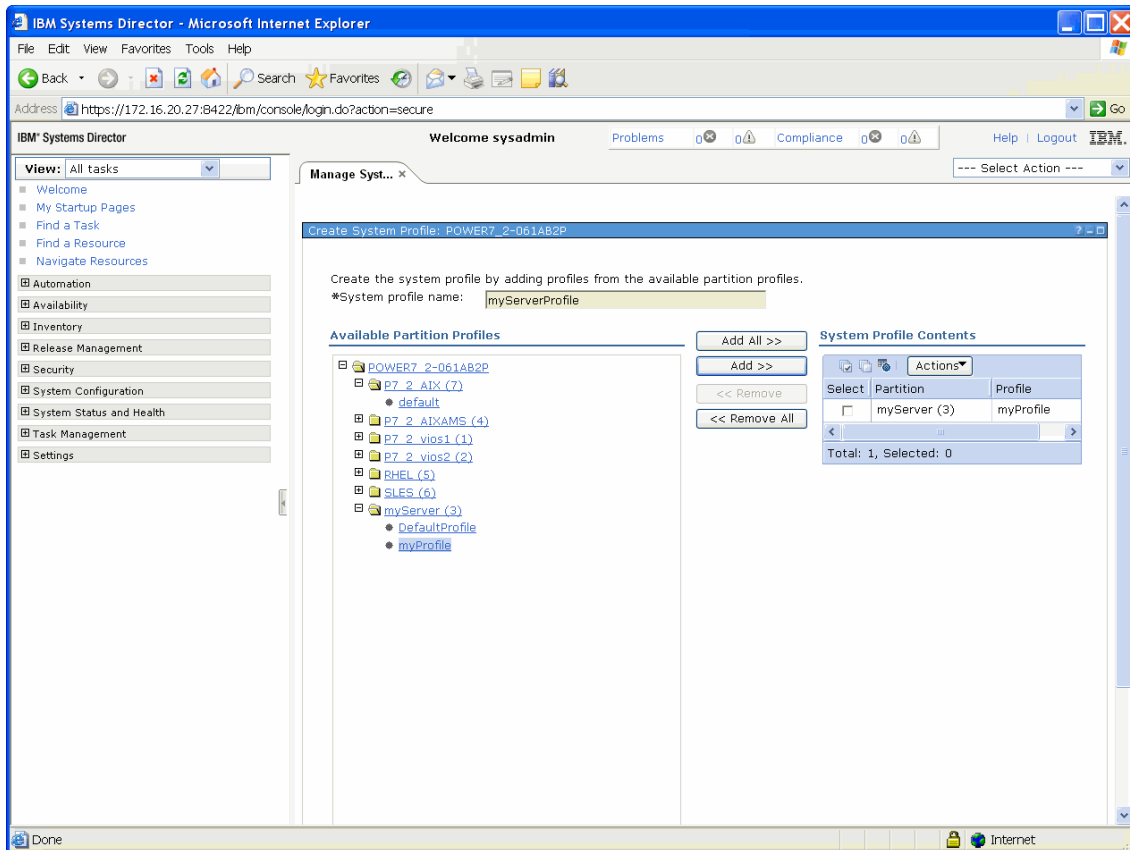 IBM Systems Director - Microsoft Internet Explorer
File Edit View Favorites Tools Help
Back Search Favorites
Address https://172.16.20.27:8422/ibm/console/login.do?action=secure Go
IBM® Systems Director Welcome sysadmin Problems 0 0 Compliance 0 0 Help | Logout IBM.
View: All tasks
Manage Syst... ×
--- Select Action ---
Welcome
My Startup Pages
Find a Task
Find a Resource
Navigate Resources
Automation
Availability
Inventory
Release Management
Security
System Configuration
System Status and Health
Task Management
Settings
Create System Profile: POWER7_2-061AB2P
Create the system profile by adding profiles from the available partition profiles.
*System profile name: myServerProfile
Available Partition Profiles
POWER7_2-061AB2P
P7_2_AIX (7)
default
P7_2_AIXAMS (4)
P7_2_vios1 (1)
P7_2_vios2 (2)
RHEL (5)
SLES (6)
myServer (3)
DefaultProfile
myProfile
Add All >>
Add >>
<< Remove
<< Remove All
System Profile Contents
Actions
Select Partition Profile
myServer (3) myProfile
Total: 1, Selected: 0
Done Internet